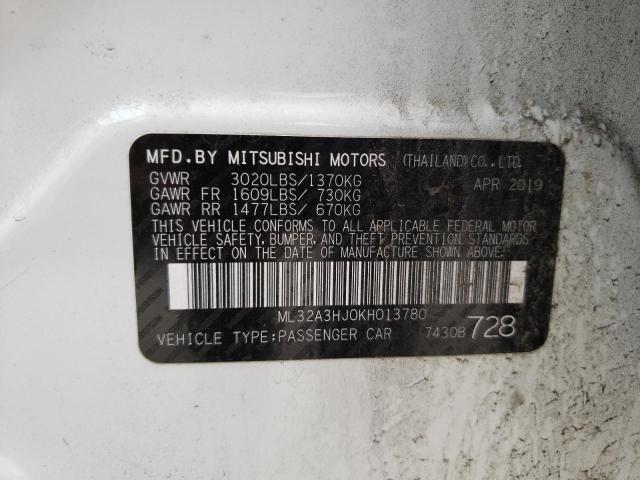 MFD.BY MITSUBISHI MOTORS (THAILAND)CO.,LTD.
GVWR 3020LBS/1370KG APR 2019
GAWR FR 1609LBS/ 730KG
GAWR RR 1477LBS/ 670KG
THIS VEHICLE CONFORMS TO ALL APPLICABLE FEDERAL MOTOR
VEHICLE SAFETY, BUMPER, AND THEFT PREVENTION STANDARDS
IN EFFECT ON THE DATE OF MANUFACTURE SHOWN ABOVE.
ML32A3HJ0KH013780
VEHICLE TYPE:PASSENGER CAR 7430B 728